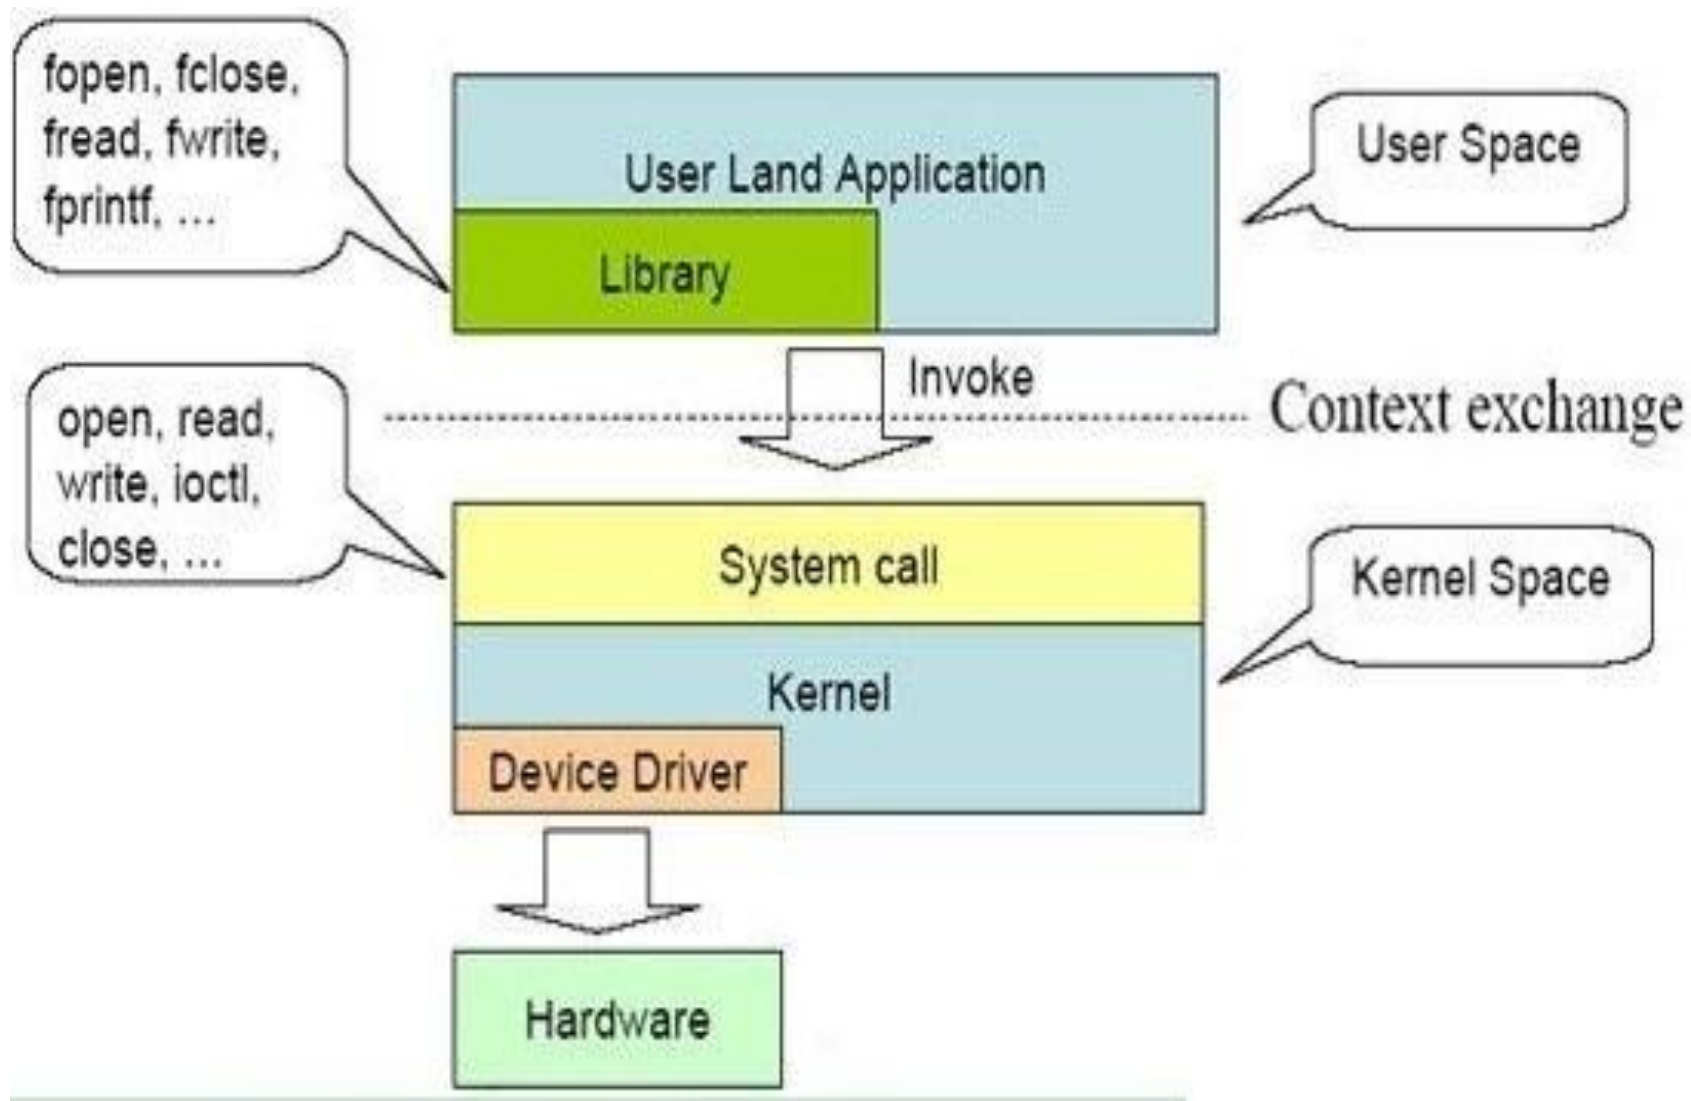 fopen, fclose,
fread, fwrite,
fprintf, ...
User Land Application
User Space
Library
Invoke
Context exchange
open, read,
write, ioctl,
close, ...
System call
Kernel Space
Kernel
Device Driver
Hardware